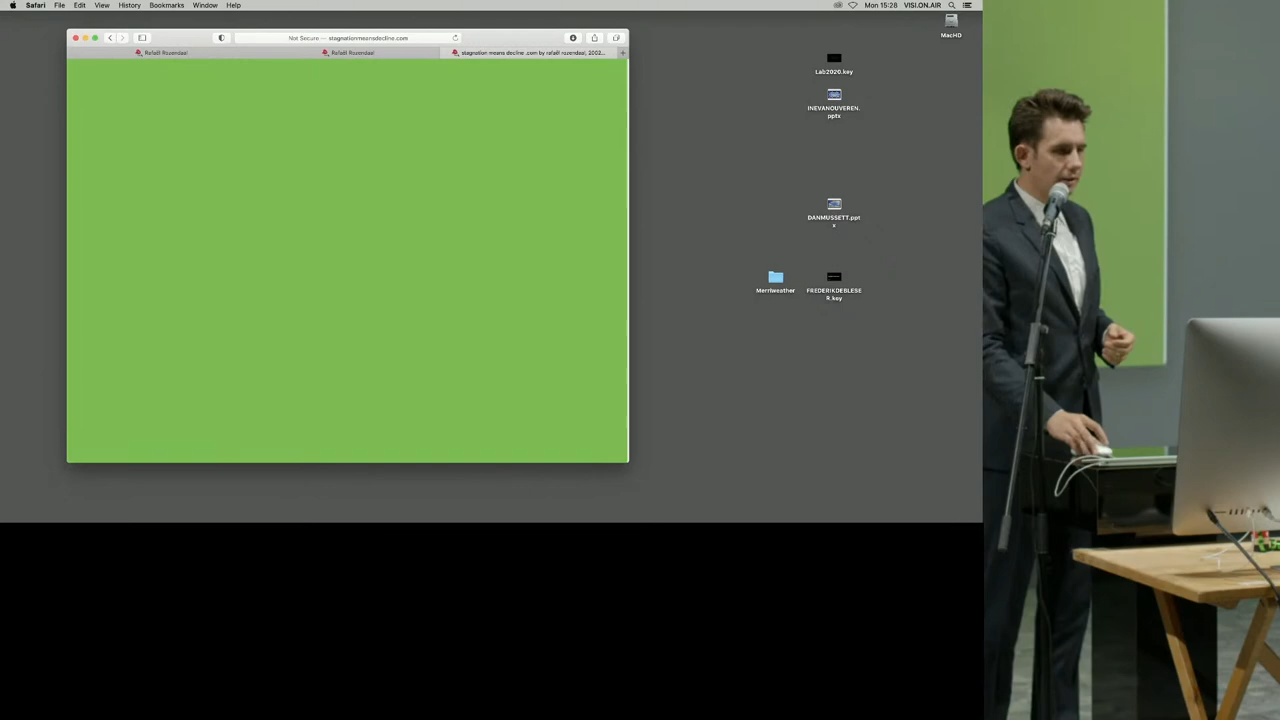 Safari File Edit View History Bookmarks Window Help
Mon 15:28 VISI.ON.AIR
MacHD
Not Secure — stagnationmeansdecline.com
Rafaël Rozendaal
Rafaël Rozendaal
stagnation means decline .com by rafaël rozendaal, 2002...
Lab2020.key
INEVANOUVEREN.
pptx
DANMUSSETT.ppt
x
Merriweather
FREDERIKDEBLESE
R.key